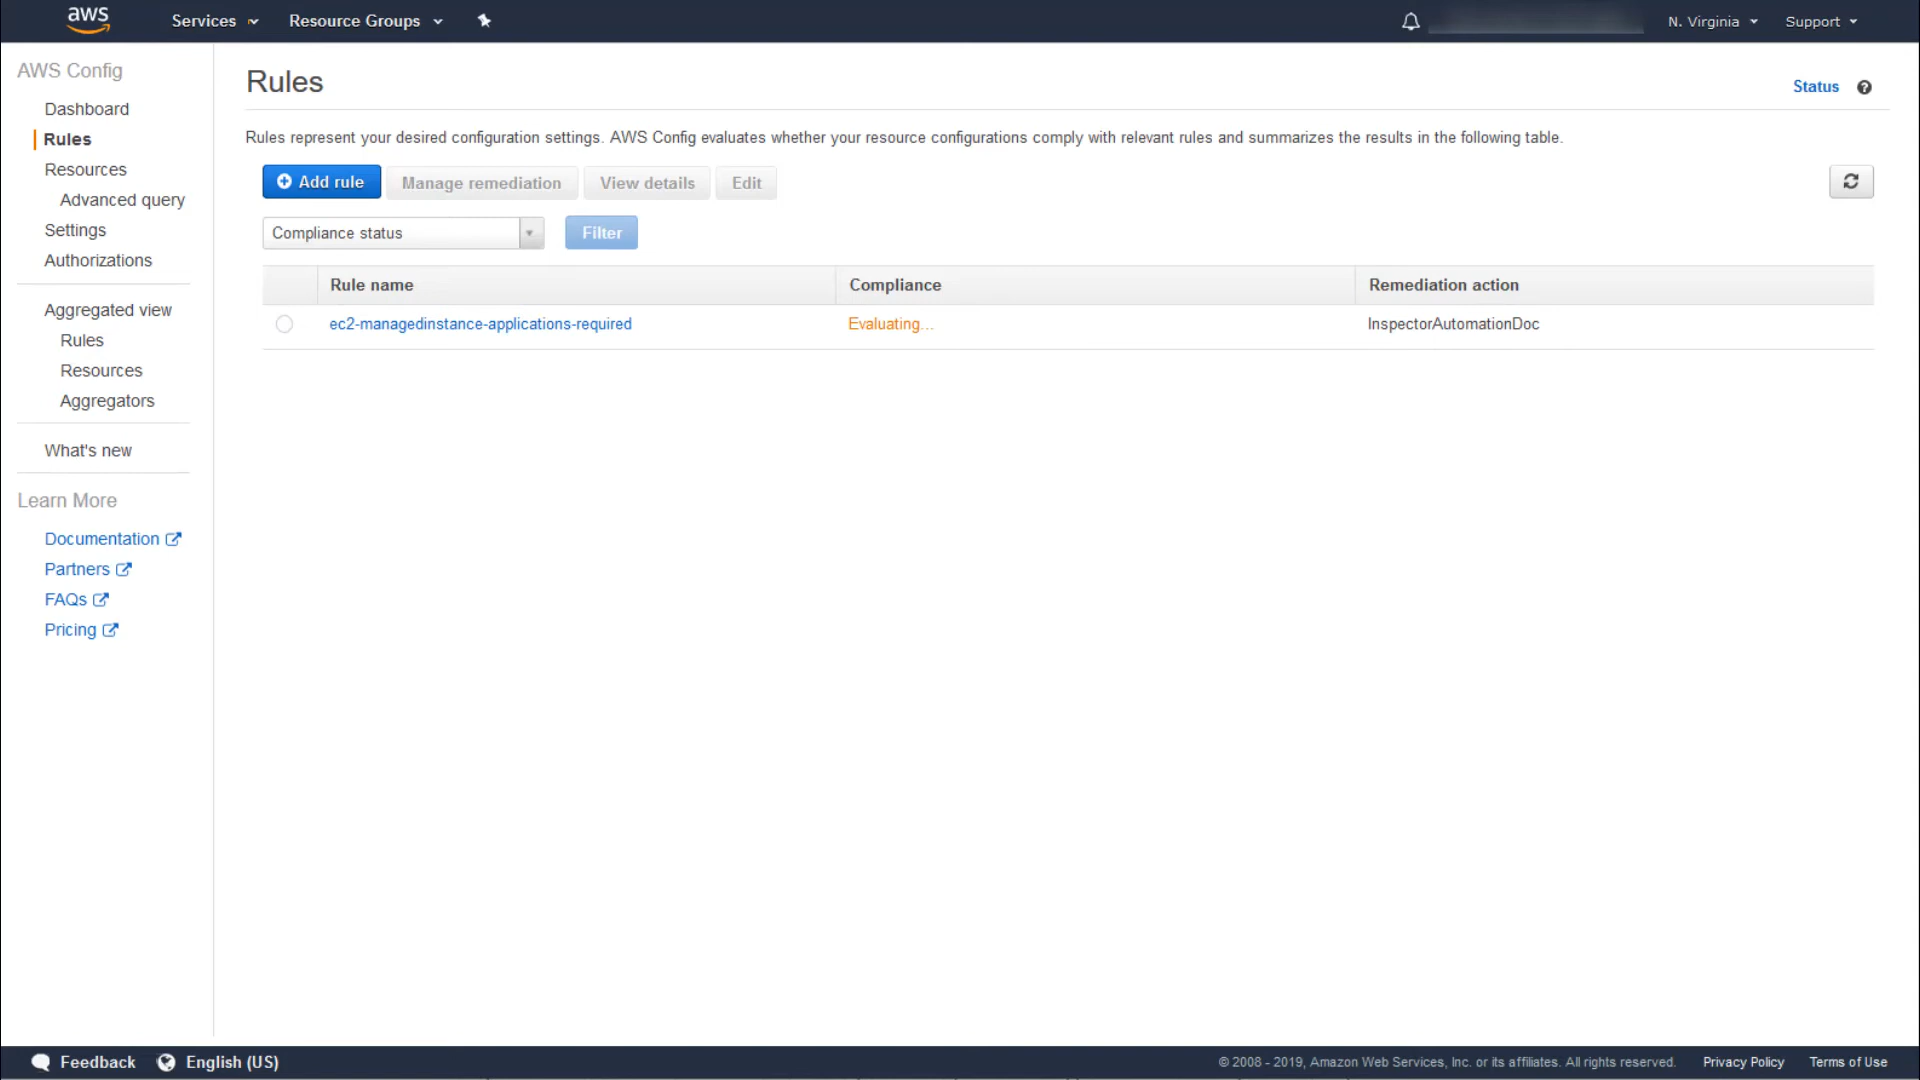 aws Services Resource Groups N. Virginia Support
AWS Config
Dashboard
Rules
Resources
Advanced query
Settings
Authorizations
Aggregated view
Rules
Resources
Aggregators
What's new
Learn More
Documentation
Partners
FAQs
Pricing
Rules
Status
Rules represent your desired configuration settings. AWS Config evaluates whether your resource configurations comply with relevant rules and summarizes the results in the following table.
Add rule Manage remediation View details Edit
Compliance status Filter
Rule name Compliance Remediation action
ec2-managedinstance-applications-required Evaluating... InspectorAutomationDoc
Feedback English (US) © 2008 - 2019, Amazon Web Services, Inc. or its affiliates. All rights reserved. Privacy Policy Terms of Use